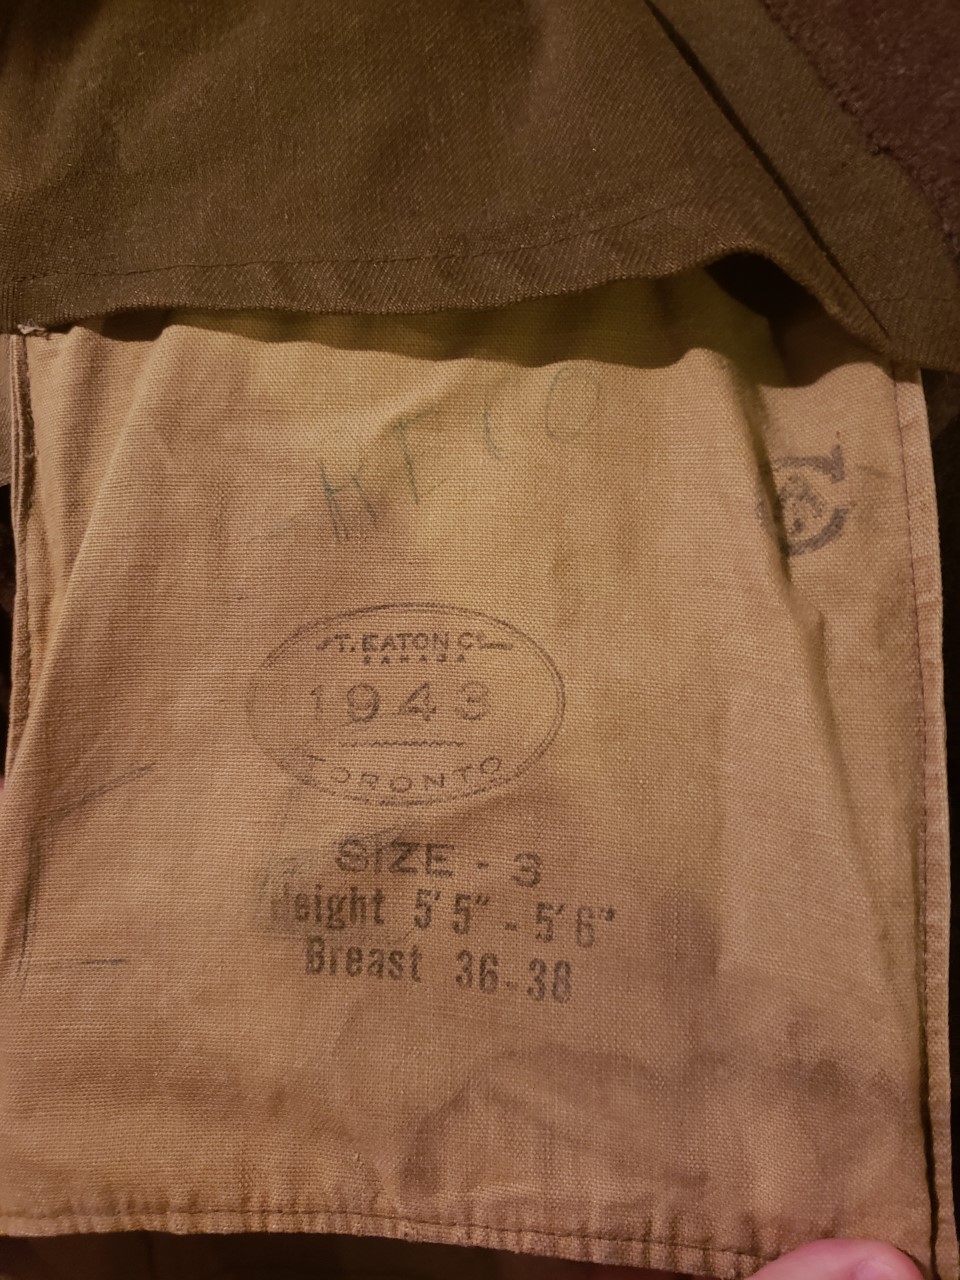 T. EATON Co.
CANADA
1943
TORONTO
SIZE - 3
Height 5'5" - 5'6"
Breast 36-38